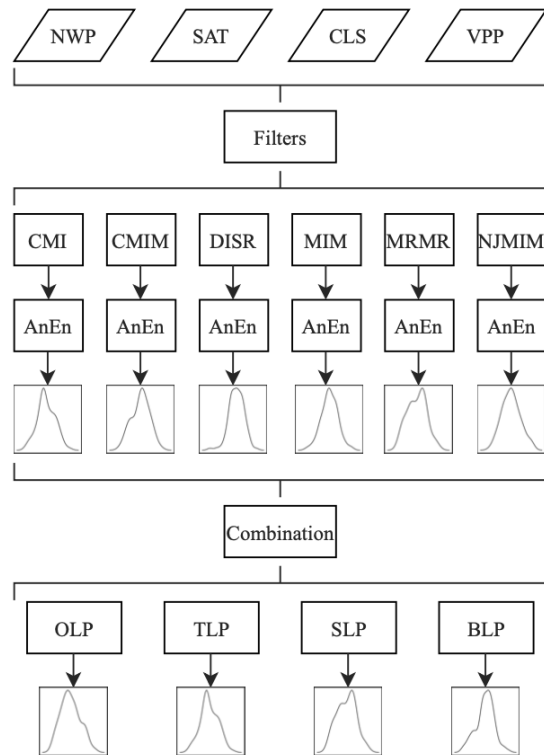 NWP SAT CLS VPP
Filters
CMI CMIM DISR MIM MRMR NJMIM
AnEn AnEn AnEn AnEn AnEn AnEn
Combination
OLP TLP SLP BLP